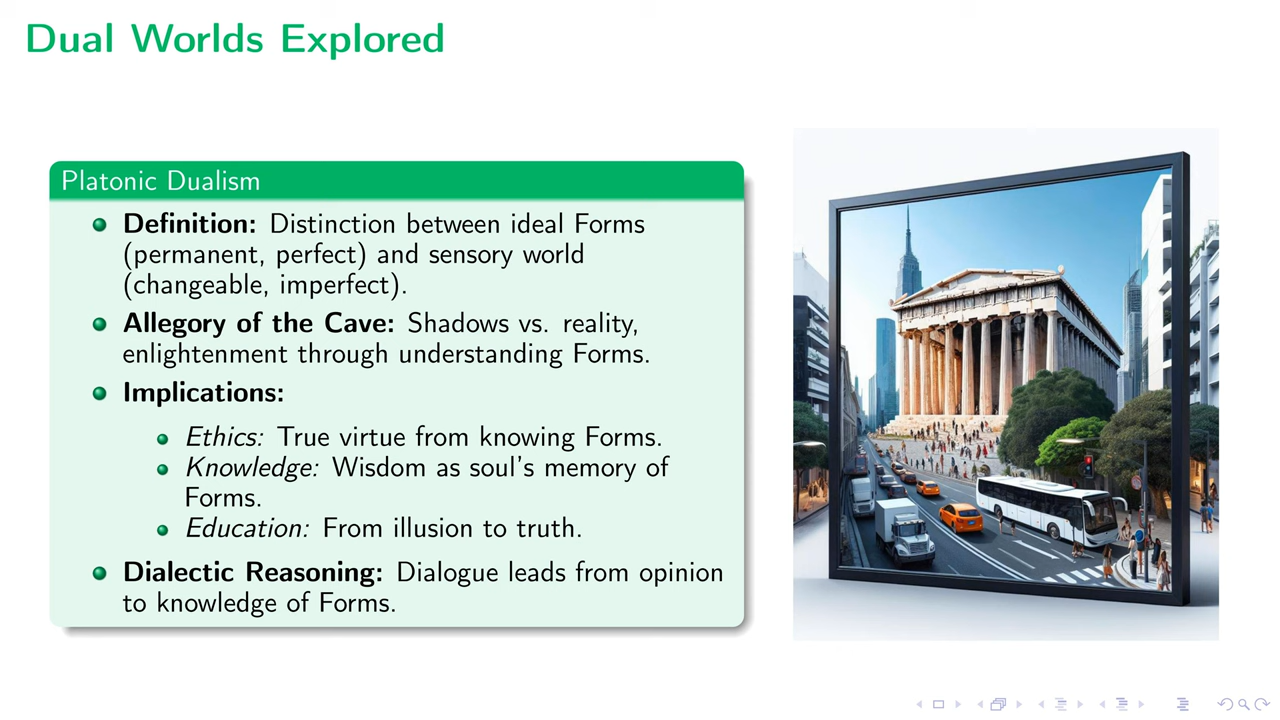 Dual Worlds Explored
Platonic Dualism
Definition: Distinction between ideal Forms
(permanent, perfect) and sensory world
(changeable, imperfect).
Allegory of the Cave: Shadows vs. reality,
enlightenment through understanding Forms.
Implications:
Ethics: True virtue from knowing Forms.
Knowledge: Wisdom as soul's memory of
Forms.
Education: From illusion to truth.
Dialectic Reasoning: Dialogue leads from opinion
to knowledge of Forms.